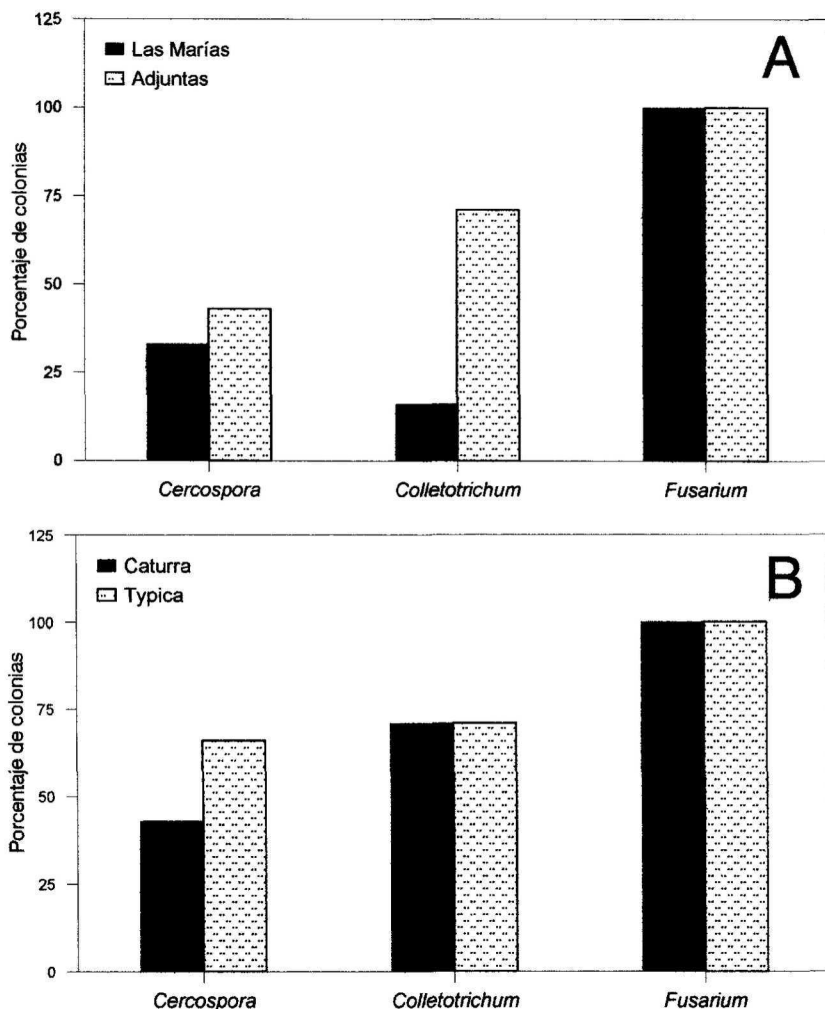 125
Las Marías
Adjuntas
A
100
75
50
25
0
Porcentaje de colonias
Cercospora Colletotrichum Fusarium
125
Caturra
Typica
B
100
75
50
25
0
Porcentaje de colonias
Cercospora Colletotrichum Fusarium